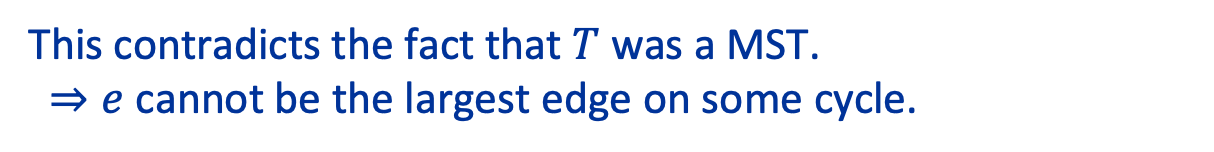 This contradicts the fact that T was a MST.
⇒ e cannot be the largest edge on some cycle.